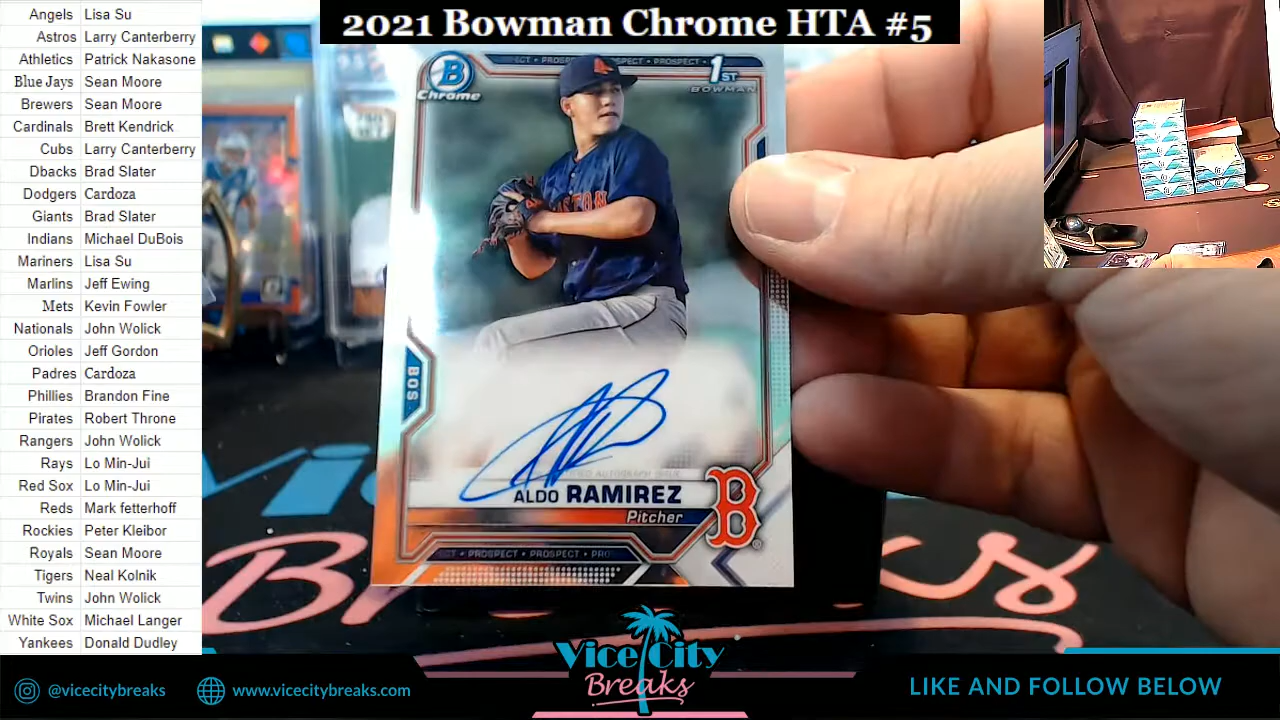 2021 Bowman Chrome HTA #5
Angels Lisa Su
Astros Larry Canterberry
Athletics Patrick Nakasone
Blue Jays Sean Moore
Brewers Sean Moore
Cardinals Brett Kendrick
Cubs Larry Canterberry
Dbacks Brad Slater
Dodgers Cardoza
Giants Brad Slater
Indians Michael DuBois
Mariners Lisa Su
Marlins Jeff Ewing
Mets Kevin Fowler
Nationals John Wolick
Orioles Jeff Gordon
Padres Cardoza
Phillies Brandon Fine
Pirates Robert Throne
Rangers John Wolick
Rays Lo Min-Jui
Red Sox Lo Min-Jui
Reds Mark fetterhoff
Rockies Peter Kleibor
Royals Sean Moore
Tigers Neal Kolnik
Twins John Wolick
White Sox Michael Langer
Yankees Donald Dudley
PROSPECT • PROSPECT
B
Chrome
1ST
BOWMAN
BOSTON
BOS
ALDO RAMIREZ
Pitcher
B
• PROSPECT • PROSPECT •
Vice City
Breaks
@vicecitybreaks
www.vicecitybreaks.com
LIKE AND FOLLOW BELOW